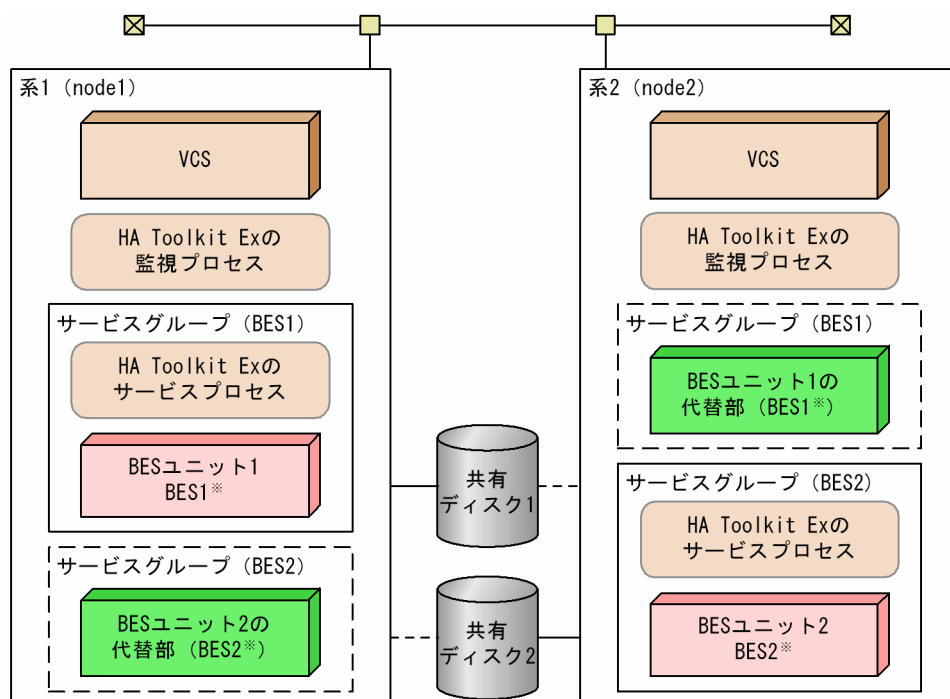 系1（node1）
VCS
HA Toolkit Exの
監視プロセス
サービスグループ（BES1）
HA Toolkit Exの
サービスプロセス
BESユニット1
BES1※
サービスグループ（BES2）
BESユニット2の
代替部（BES2※）
共有
ディスク1
共有
ディスク2
系2（node2）
VCS
HA Toolkit Exの
監視プロセス
サービスグループ（BES1）
BESユニット1の
代替部（BES1※）
サービスグループ（BES2）
HA Toolkit Exの
サービスプロセス
BESユニット2
BES2※